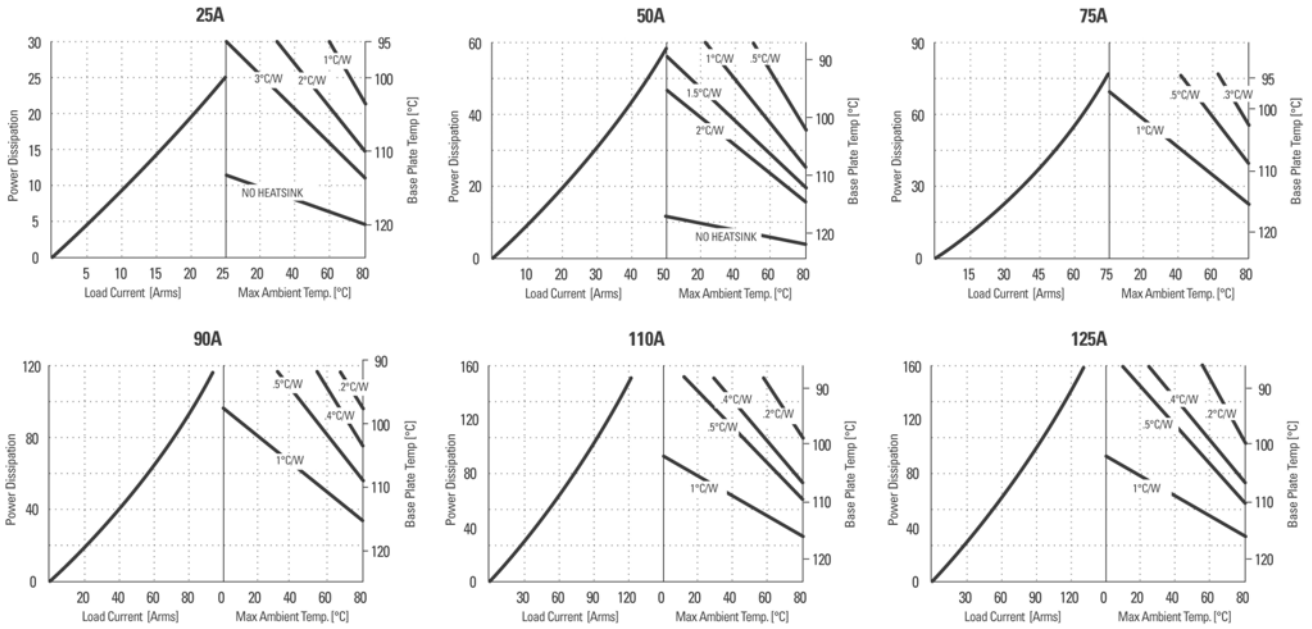 25A
30
25
20
15
10
5
0
Power Dissipation
3°C/W
2°C/W
1°C/W
NO HEATSINK
95
100
110
120
Base Plate Temp [°C]
5 10 15 20 25 20 40 60 80
Load Current [Arms] Max Ambient Temp. [°C]
50A
60
40
20
0
Power Dissipation
1°C/W
.5°C/W
1.5°C/W
2°C/W
NO HEATSINK
90
100
110
120
Base Plate Temp [°C]
10 20 30 40 50 20 40 60 80
Load Current [Arms] Max Ambient Temp. [°C]
75A
90
60
30
0
Power Dissipation
.5°C/W
.3°C/W
1°C/W
95
100
110
120
Base Plate Temp [°C]
15 30 45 60 75 20 40 60 80
Load Current [Arms] Max Ambient Temp. [°C]
90A
120
80
40
0
Power Dissipation
.5°C/W
.2°C/W
.4°C/W
1°C/W
90
100
110
120
Base Plate Temp [°C]
20 40 60 80 0 20 40 60 80
Load Current [Arms] Max Ambient Temp. [°C]
110A
160
120
80
40
0
Power Dissipation
.4°C/W
.2°C/W
.5°C/W
1°C/W
90
100
110
120
Base Plate Temp [°C]
30 60 90 120 0 20 40 60 80
Load Current [Arms] Max Ambient Temp. [°C]
125A
160
120
80
40
0
Power Dissipation
.4°C/W
.2°C/W
.5°C/W
1°C/W
90
100
110
120
Base Plate Temp [°C]
30 60 90 120 0 20 40 60 80
Load Current [Arms] Max Ambient Temp. [°C]